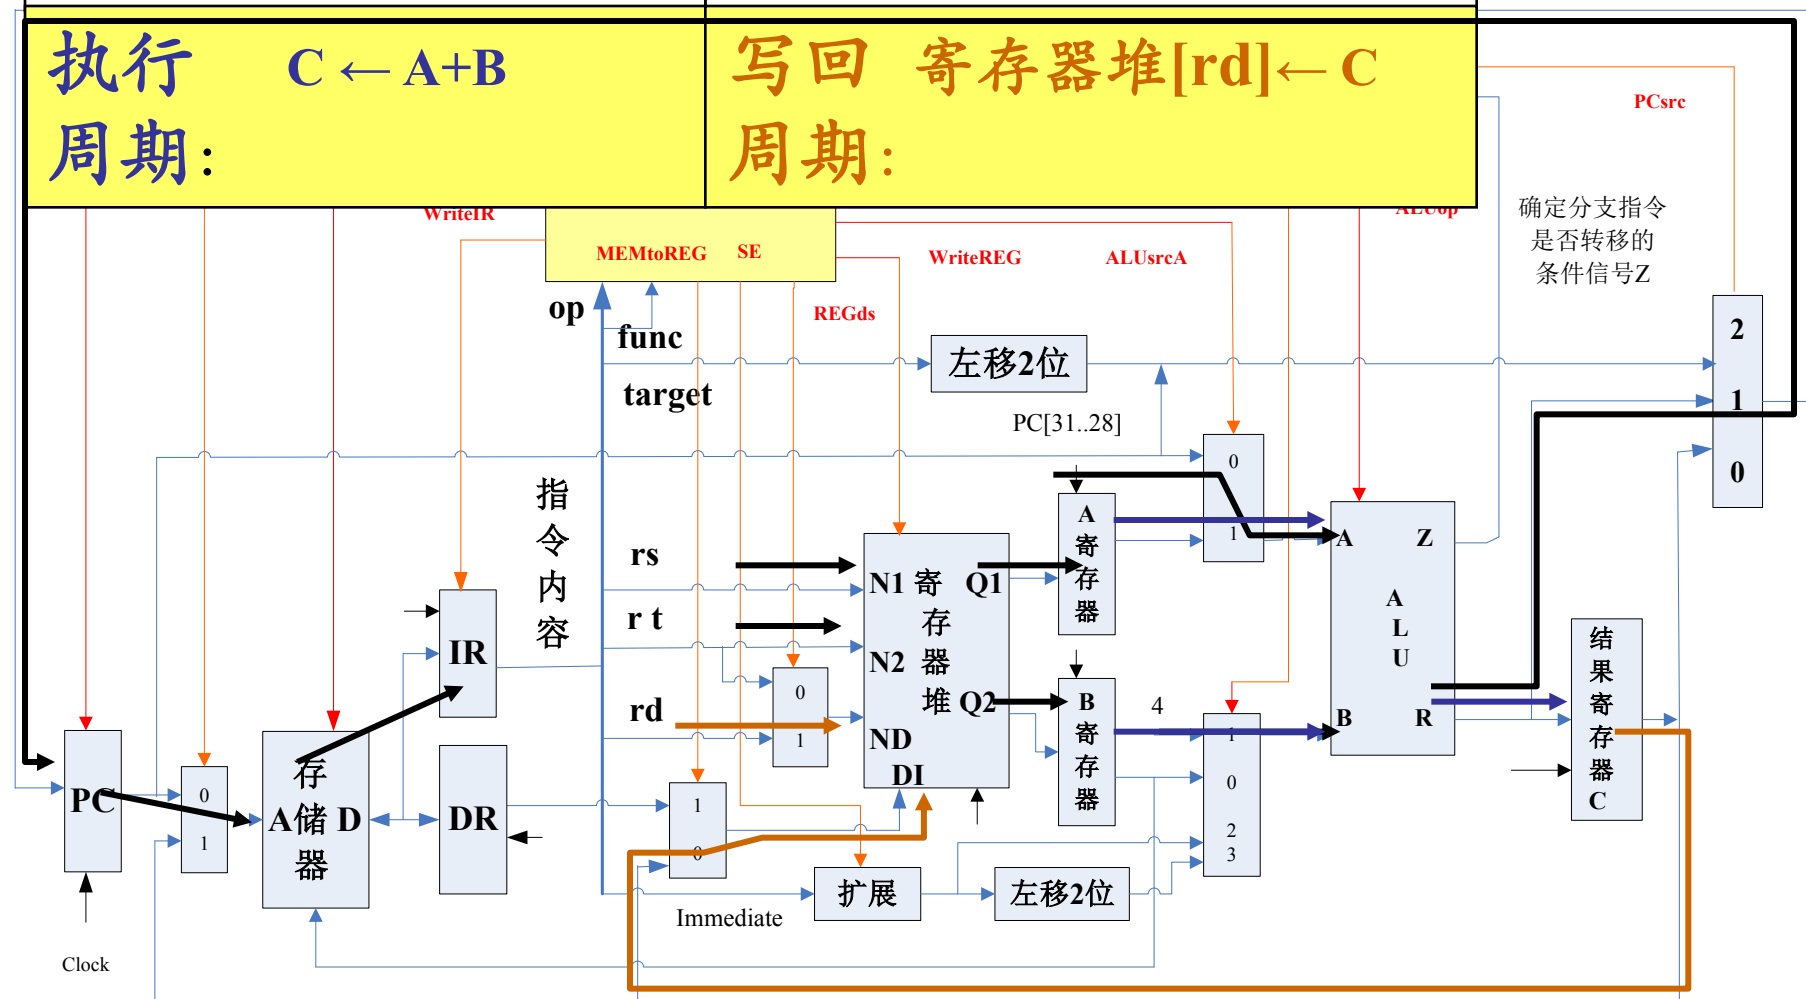 执行 C ← A+B
周期:
写回 寄存器堆[rd]← C
周期:
PCsrc
WriteIR
ALUop
确定分支指令
是否转移的
条件信号Z
MEMtoREG SE
WriteREG
ALUsrcA
REGds
op
func
target
左移2位
PC[31..28]
2
1
0
0
1
指
令
内
容
rs
r t
rd
IR
0
1
N1 寄 Q1
存
N2 器
堆 Q2
ND
DI
A
寄
存
器
B
寄
存
器
4
1
0
2
3
A Z
A
L
U
B R
结
果
寄
存
器
C
PC
0
1
存
A储 D
器
DR
1
0
扩展
左移2位
Immediate
Clock